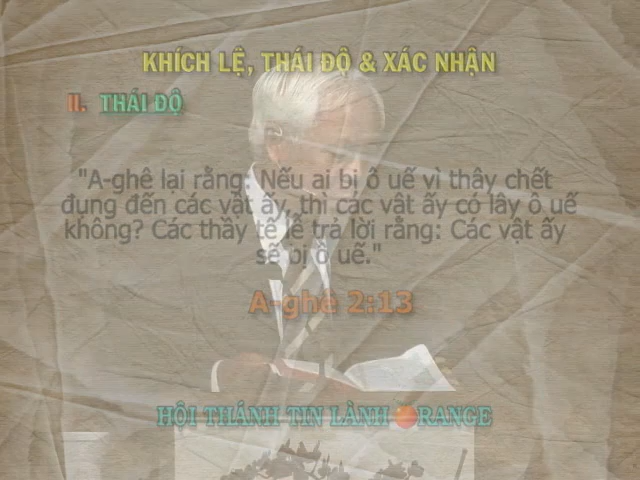 KHÍCH LỆ, THÁI ĐỘ & XÁC NHẬN
II. THÁI ĐỘ
"A-ghê lại rằng: Nếu ai bị ô uế vì thây chết
đụng đến các vật ấy, thì các vật ấy có lây ô uế
không? Các thầy tế lễ trả lời rằng: Các vật ấy
sẽ bị ô uế."
A-ghê 2:13
HỘI THÁNH TIN LÀNH ORANGE